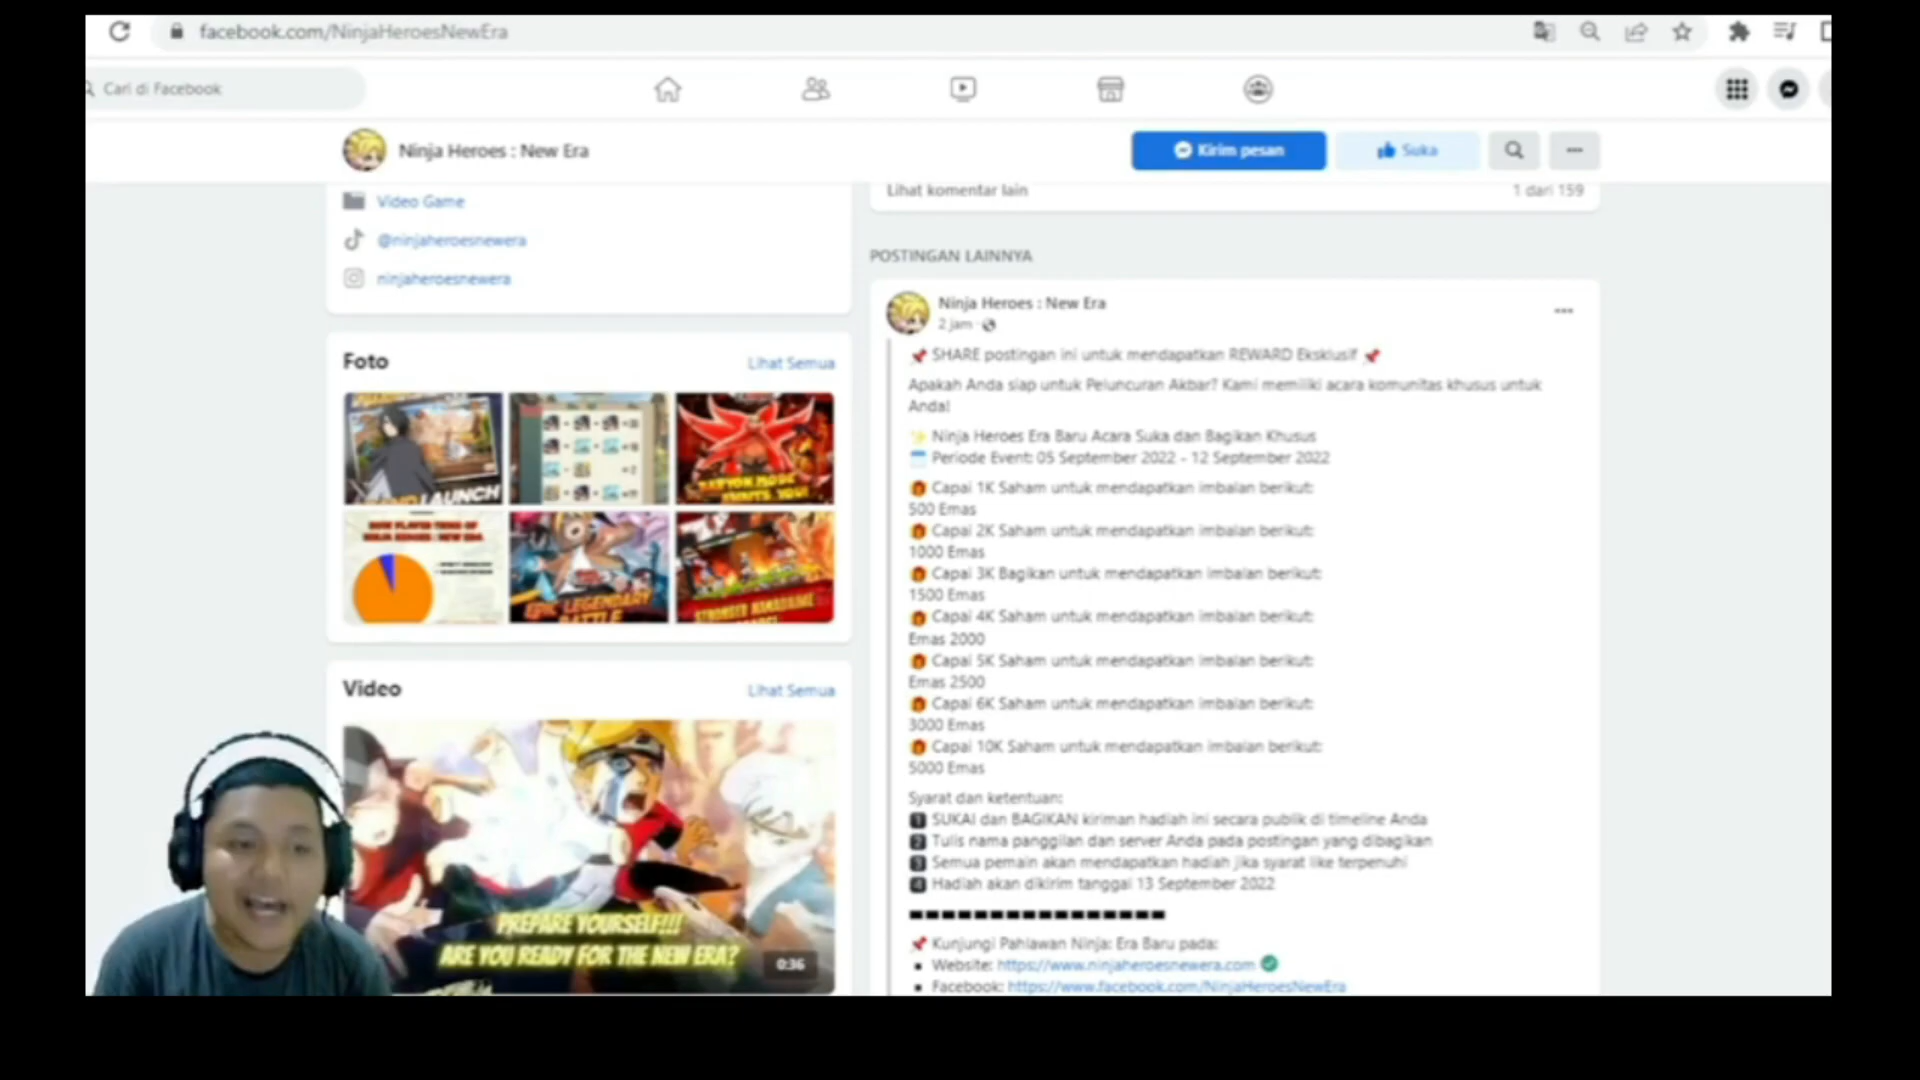 facebook.com/NinjaHeroesNewEra
Cari di Facebook
Ninja Heroes : New Era
Kirim pesan
Suka
Video Game
@ninjaheroesnewera
ninjaheroesnewera
Foto
Lihat Semua
LAUNCH
EPIC LEGENDARY
BATTLE
Video
Lihat Semua
PREPARE YOURSELF!!!
ARE YOU READY FOR THE NEW ERA?
0:36
Lihat komentar lain
1 dari 159
POSTINGAN LAINNYA
Ninja Heroes : New Era
2 jam
SHARE postingan ini untuk mendapatkan REWARD Eksklusif
Apakah Anda siap untuk Peluncuran Akbar? Kami memiliki acara komunitas khusus untuk
Anda!
Ninja Heroes Era Baru Acara Suka dan Bagikan Khusus
Periode Event: 05 September 2022 - 12 September 2022
Capai 1K Saham untuk mendapatkan imbalan berikut:
500 Emas
Capai 2K Saham untuk mendapatkan imbalan berikut:
1000 Emas
Capai 3K Bagikan untuk mendapatkan imbalan berikut:
1500 Emas
Capai 4K Saham untuk mendapatkan imbalan berikut:
Emas 2000
Capai 5K Saham untuk mendapatkan imbalan berikut:
Emas 2500
Capai 6K Saham untuk mendapatkan imbalan berikut:
3000 Emas
Capai 10K Saham untuk mendapatkan imbalan berikut:
5000 Emas
Syarat dan ketentuan:
1 SUKAI dan BAGIKAN kiriman hadiah ini secara publik di timeline Anda
2 Tulis nama panggilan dan server Anda pada postingan yang dibagikan
3 Semua pemain akan mendapatkan hadiah jika syarat like terpenuhi
4 Hadiah akan dikirim tanggal 13 September 2022
Kunjungi Pahlawan Ninja: Era Baru pada:
Website: https://www.ninjaheroesnewera.com
Facebook: https://www.facebook.com/NinjaHeroesNewEra